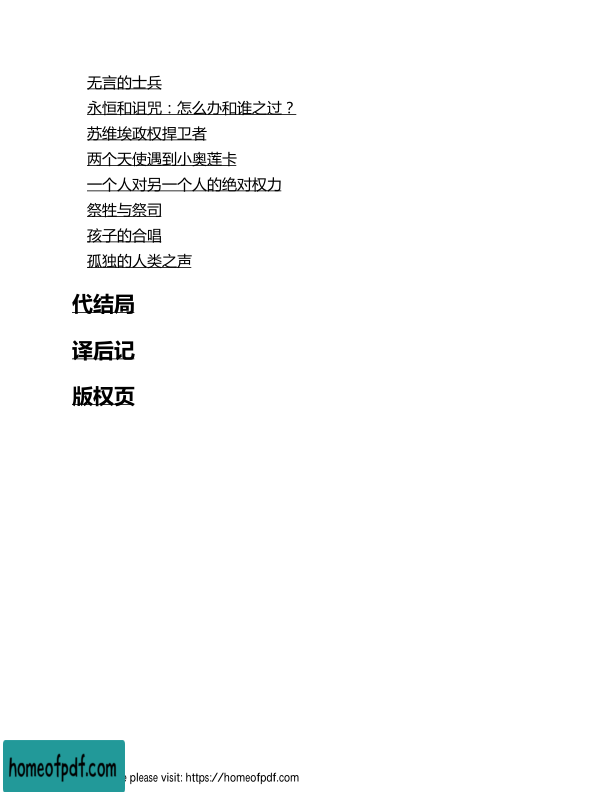 无言的士兵
永恒和诅咒：怎么办和谁之过？
苏维埃政权捍卫者
两个天使遇到小奥莲卡
一个人对另一个人的绝对权力
祭牲与祭司
孩子的合唱
孤独的人类之声
代结局
译后记
版权页
homeofpdf.com
e please visit: https://homeofpdf.com